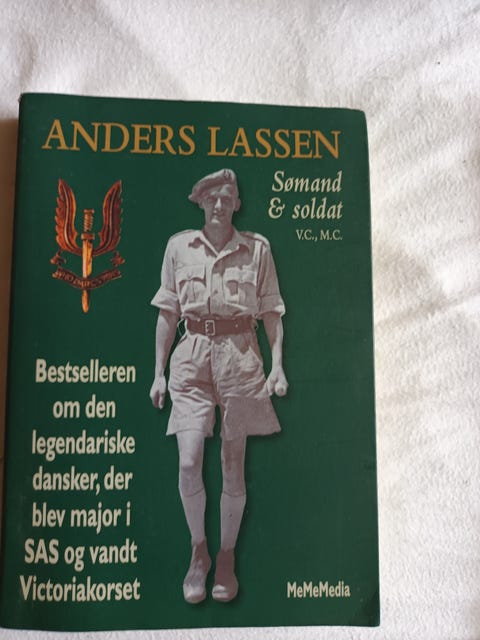 ANDERS LASSEN
Sømand
& soldat
V.C., M.C.
Bestselleren
om den
legendariske
dansker, der
blev major i
SAS og vandt
Victoriakorset
MeMeMedia